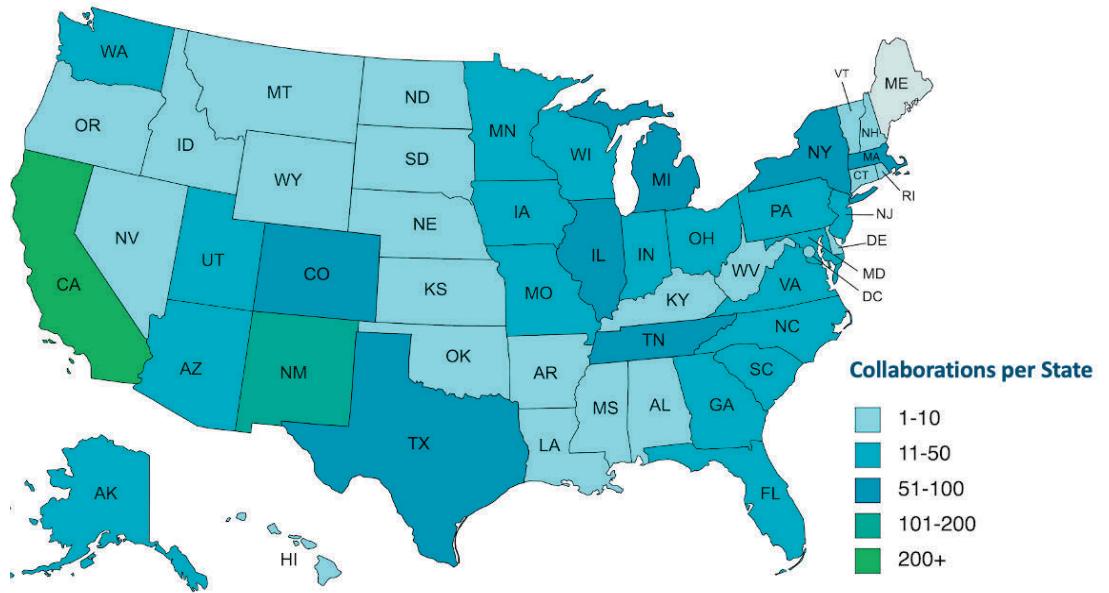 WA
MT
ND
MN
VT
ME
OR
ID
SD
WI
NH
NY
MA
WY
MI
CT
RI
IA
PA
NE
NJ
NV
OH
UT
IL
IN
DE
CO
WV
CA
KS
MO
VA
MD
KY
DC
NC
TN
OK
AZ
NM
AR
SC
Collaborations per State
MS
AL
GA
1-10
TX
LA
11-50
AK
FL
51-100
101-200
HI
200+